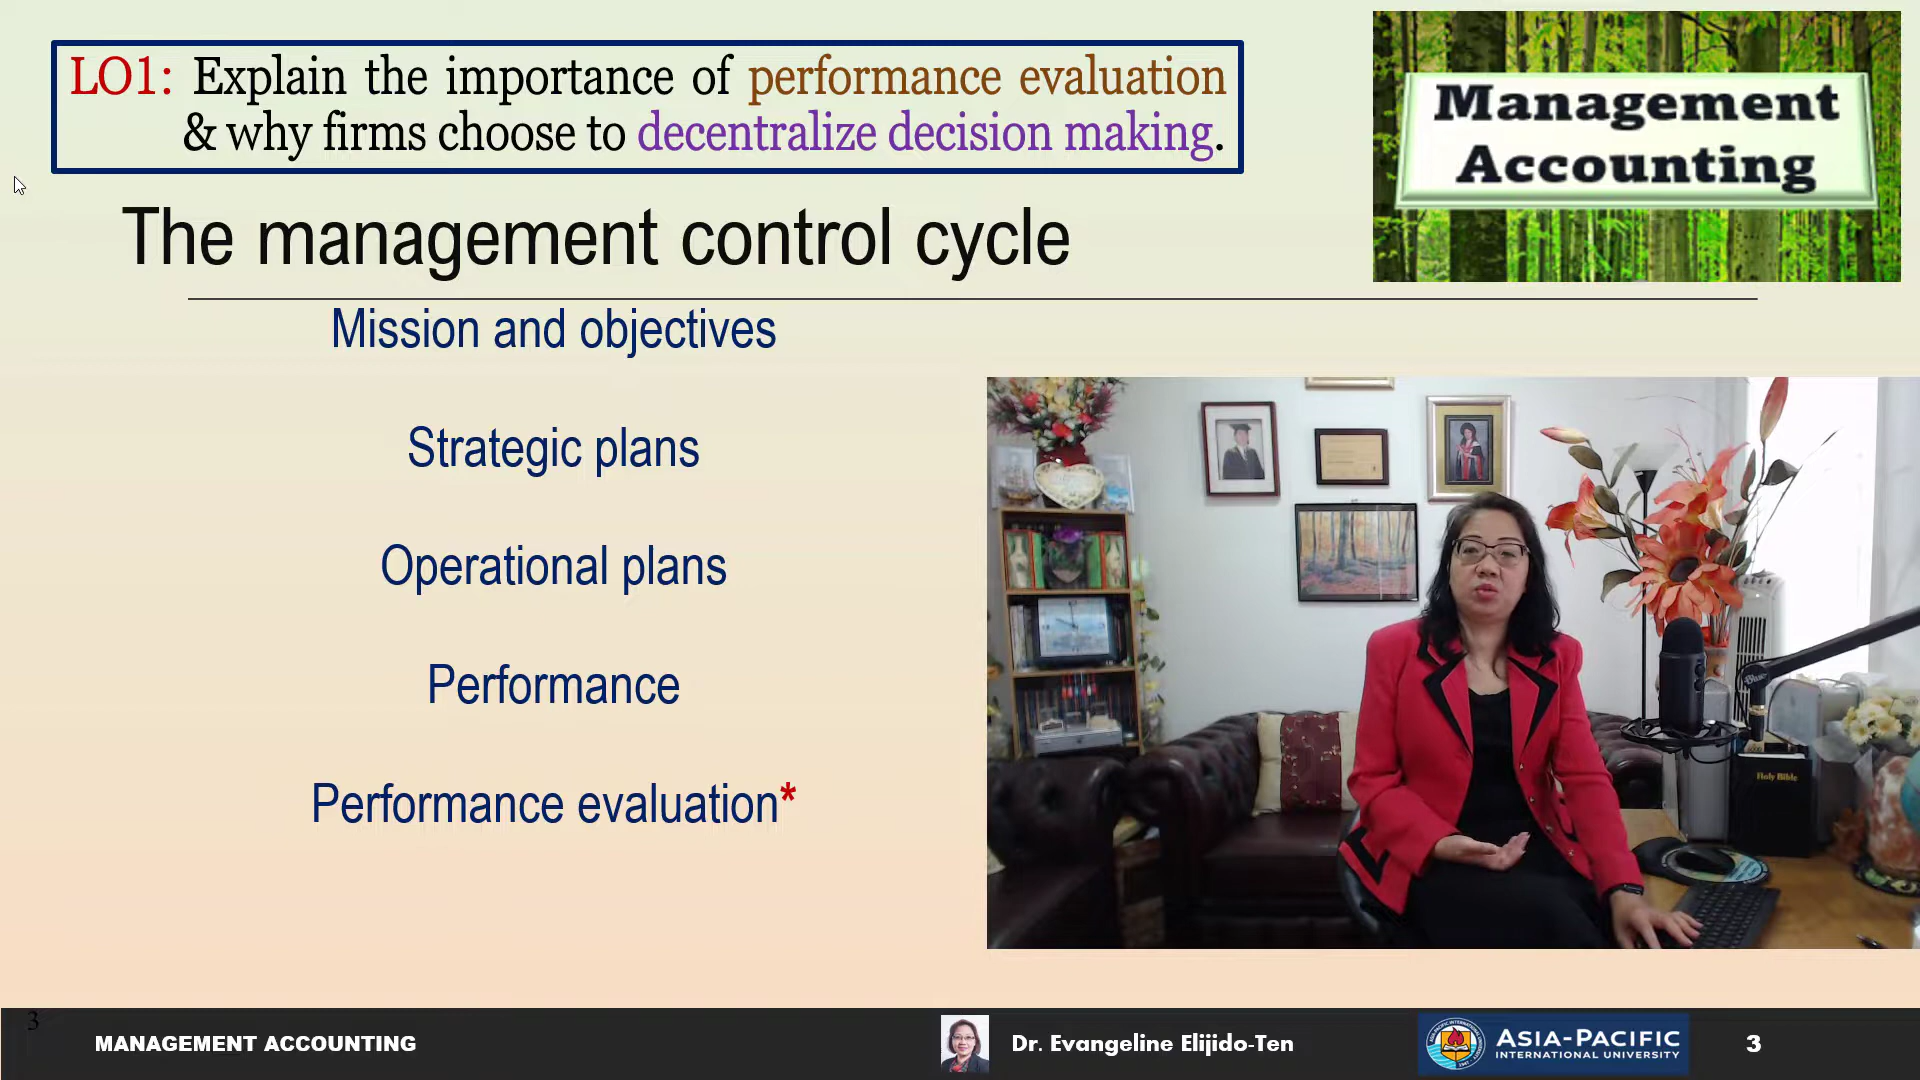 LO1: Explain the importance of performance evaluation
& why firms choose to decentralize decision making.
Management
Accounting
The management control cycle
Mission and objectives
Strategic plans
Operational plans
Performance
Performance evaluation*
Holy Bible
Blue
3
MANAGEMENT ACCOUNTING
Dr. Evangeline Elijido-Ten
ASIA-PACIFIC
INTERNATIONAL UNIVERSITY
3